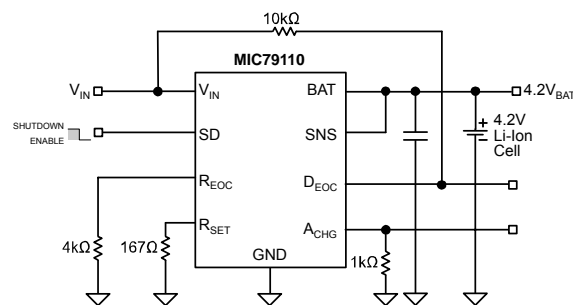 10kΩ
MIC79110
V_IN
V_IN
BAT
4.2V_BAT
SHUTDOWN
ENABLE
SD
SNS
+
4.2V
Li-Ion
Cell
R_EOC
D_EOC
R_SET
A_CHG
4kΩ
167Ω
GND
1kΩ